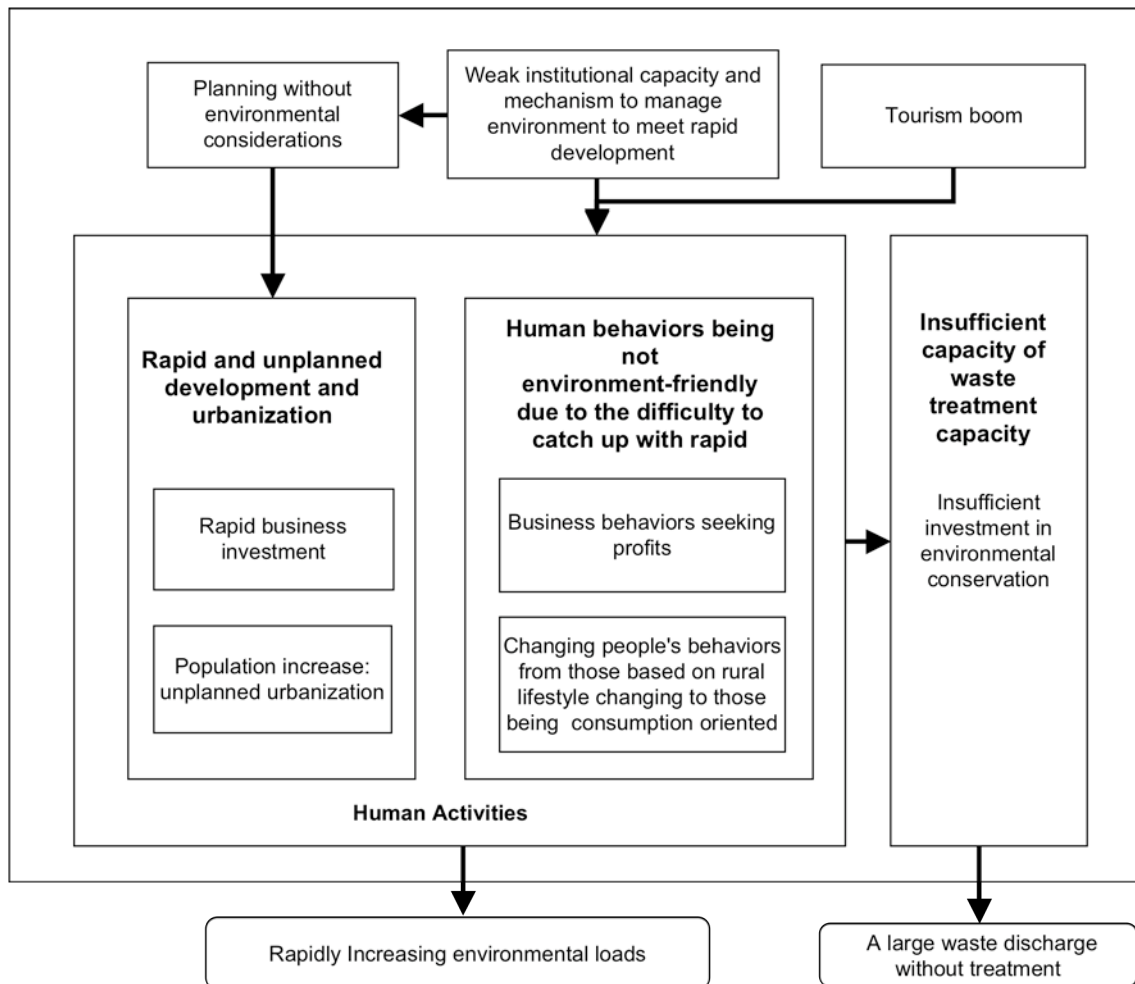 Planning without
environmental
considerations
Weak institutional capacity and
mechanism to manage
environment to meet rapid
development
Tourism boom
Rapid and unplanned
development and
urbanization
Rapid business
investment
Population increase:
unplanned urbanization
Human behaviors being
not
environment-friendly
due to the difficulty to
catch up with rapid
Business behaviors seeking
profits
Changing people's behaviors
from those based on rural
lifestyle changing to those
being consumption oriented
Human Activities
Insufficient
capacity of
waste
treatment
capacity
Insufficient
investment in
environmental
conservation
Rapidly Increasing environmental loads
A large waste discharge
without treatment